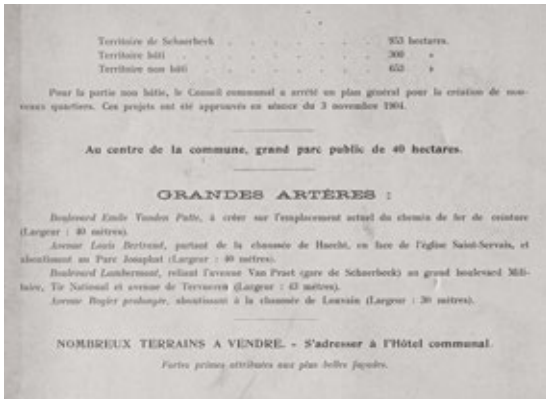 Territoire de Schaerbeek . . . . . . . 953 hectares.
Territoire bâti . . . . . . . 300 »
Territoire non bâti . . . . . . . 653 »
Pour la partie non bâtie, le Conseil communal a arrêté un plan général pour la création de nou-
veaux quartiers. Ces projets ont été approuvés en séance du 3 novembre 1904.
Au centre de la commune, grand parc public de 40 hectares.
GRANDES ARTÈRES :
Boulevard Emile Vanden Putte, à créer sur l'emplacement actuel du chemin de fer de ceinture
(Largeur : 40 mètres).
Avenue Louis Bertrand, partant de la chaussée de Haecht, en face de l'église Saint-Servais, et
aboutissant au Parc Josaphat (Largeur : 40 mètres).
Boulevard Lambermont, reliant l'avenue Van Praet (gare de Schaerbeek) au grand boulevard Mili-
taire, Tir National et avenue de Tervueren (Largeur : 43 mètres).
Avenue Rogier prolongée, aboutissant à la chaussée de Louvain (Largeur : 30 mètres).
NOMBREUX TERRAINS A VENDRE. - S'adresser à l'Hôtel communal.
Fortes primes attribuées aux plus belles façades.